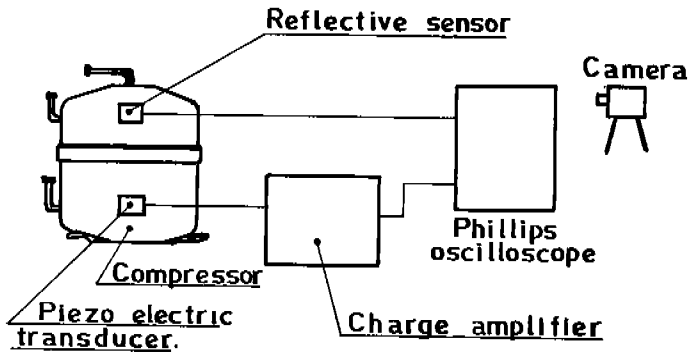 Reflective sensor
Camera
Phillips
oscilloscope
Compressor
Piezo electric
transducer.
Charge amplifier